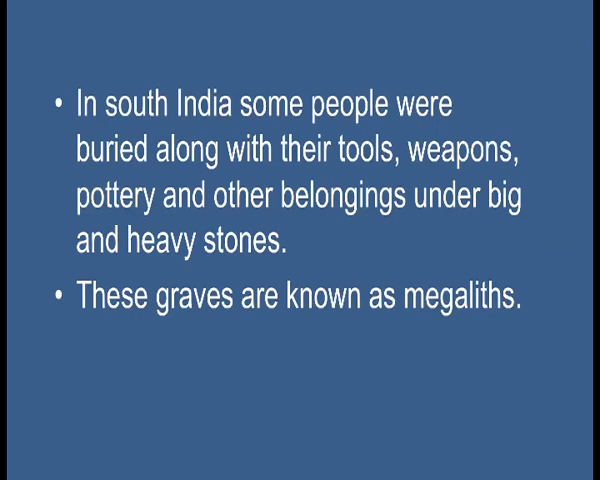 • In south India some people were
buried along with their tools, weapons,
pottery and other belongings under big
and heavy stones.
• These graves are known as megaliths.